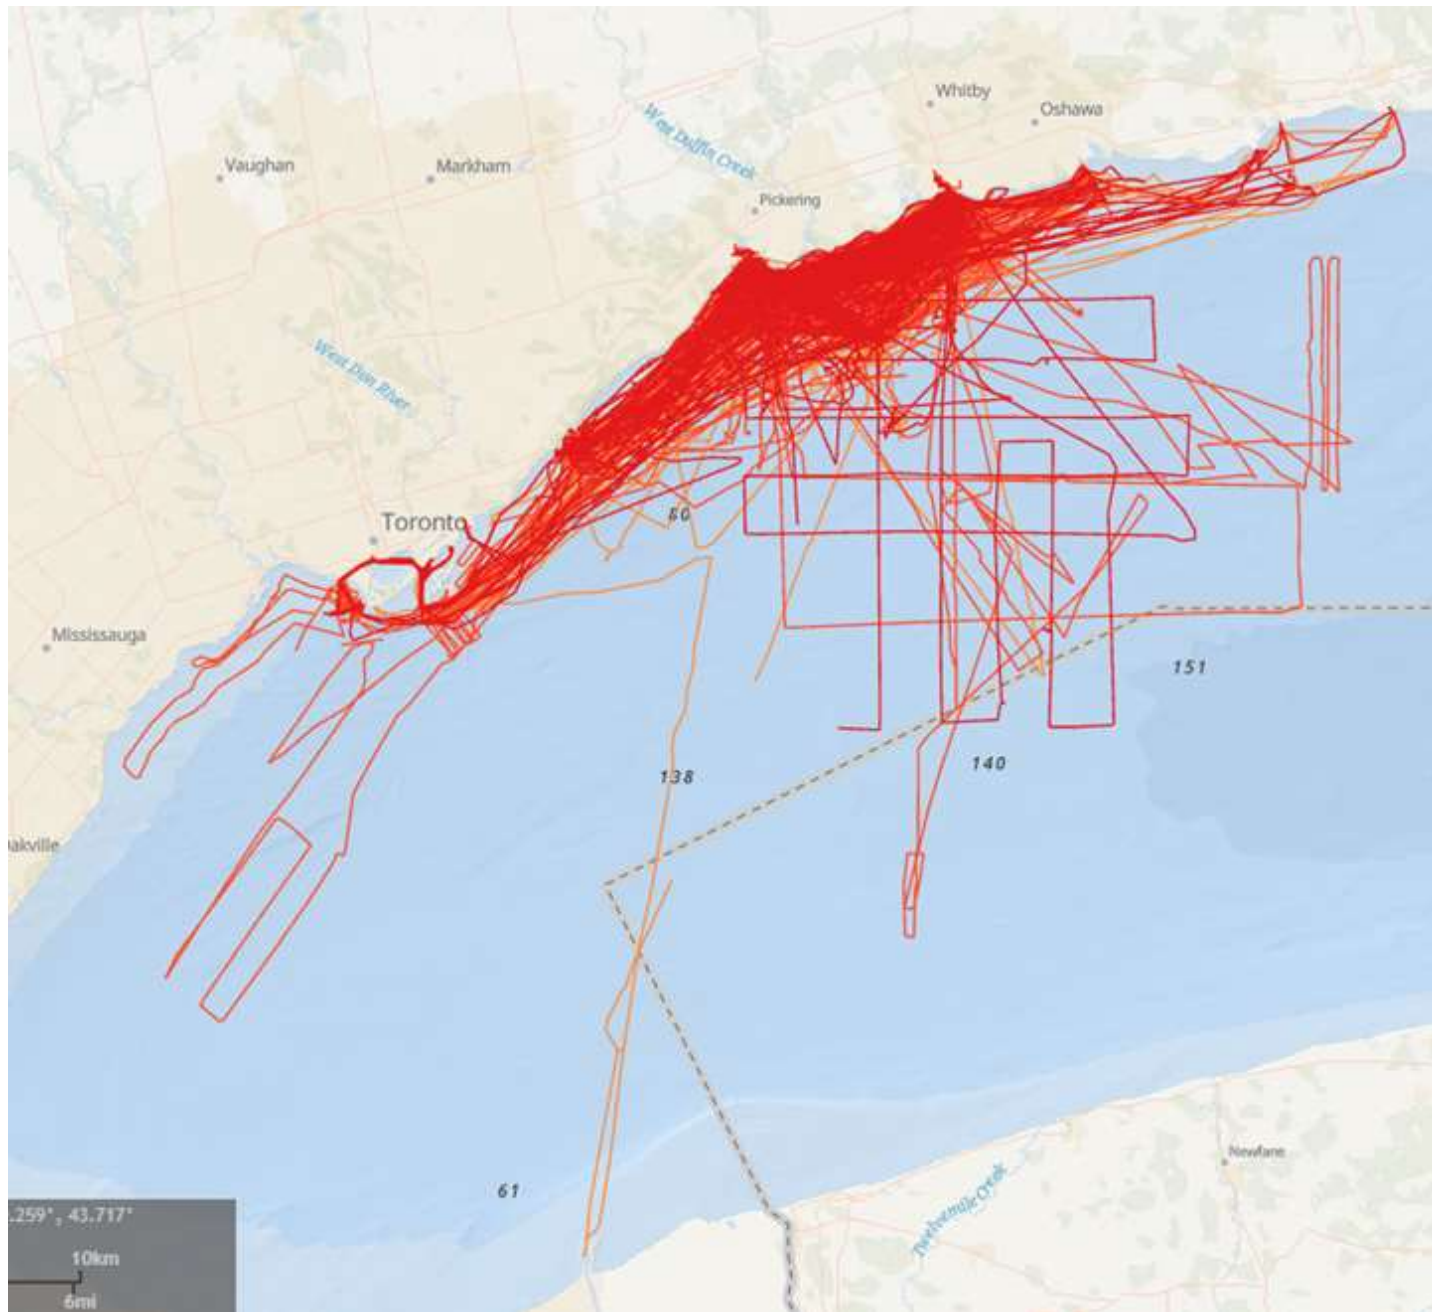 Whitby
Oshawa
West Duffin Creek
Vaughan
Markham
Pickering
West Don River
Toronto
80
Mississauga
151
138
140
akville
Newfane
61
Twelvemile Creek
.259°, 43.717°
10km
6mi